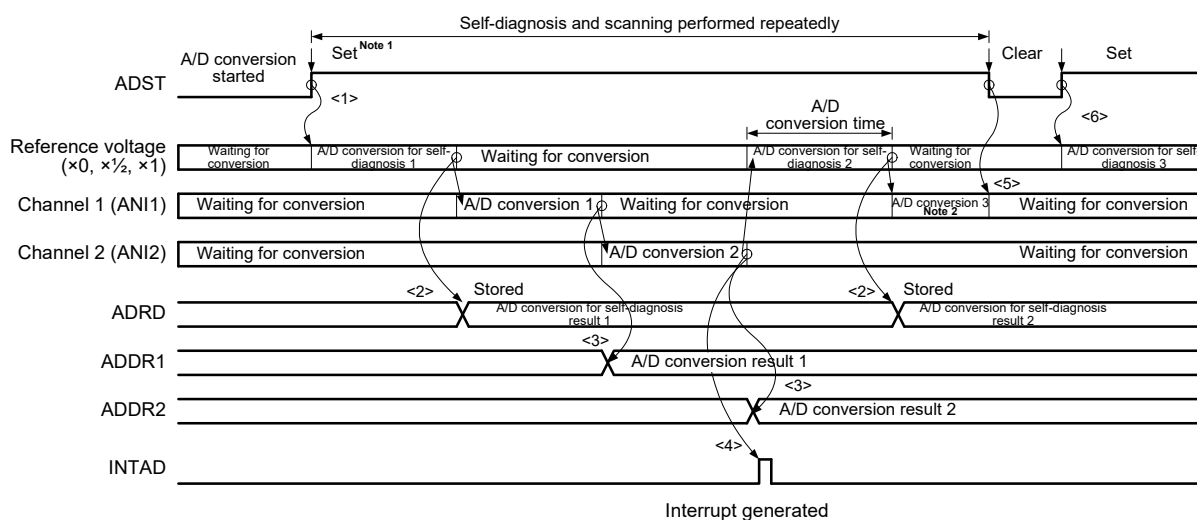 Self-diagnosis and scanning performed repeatedly
A/D conversion
started
Set Note 1
Clear
Set
ADST
<1>
A/D
conversion time
<6>
Reference voltage
(×0, ×½, ×1)
Waiting for
conversion
A/D conversion for self-
diagnosis 1
Waiting for conversion
A/D conversion for self-
diagnosis 2
Waiting for
conversion
A/D conversion for self-
diagnosis 3
<5>
Channel 1 (ANI1)
Waiting for conversion
A/D conversion 1
Waiting for conversion
A/D conversion 3
Note 2
Waiting for conversion
Channel 2 (ANI2)
Waiting for conversion
A/D conversion 2
Waiting for conversion
<2>
Stored
<2>
Stored
ADRD
A/D conversion for self-diagnosis
result 1
A/D conversion for self-diagnosis
result 2
<3>
ADDR1
A/D conversion result 1
<3>
ADDR2
A/D conversion result 2
<4>
INTAD
Interrupt generated